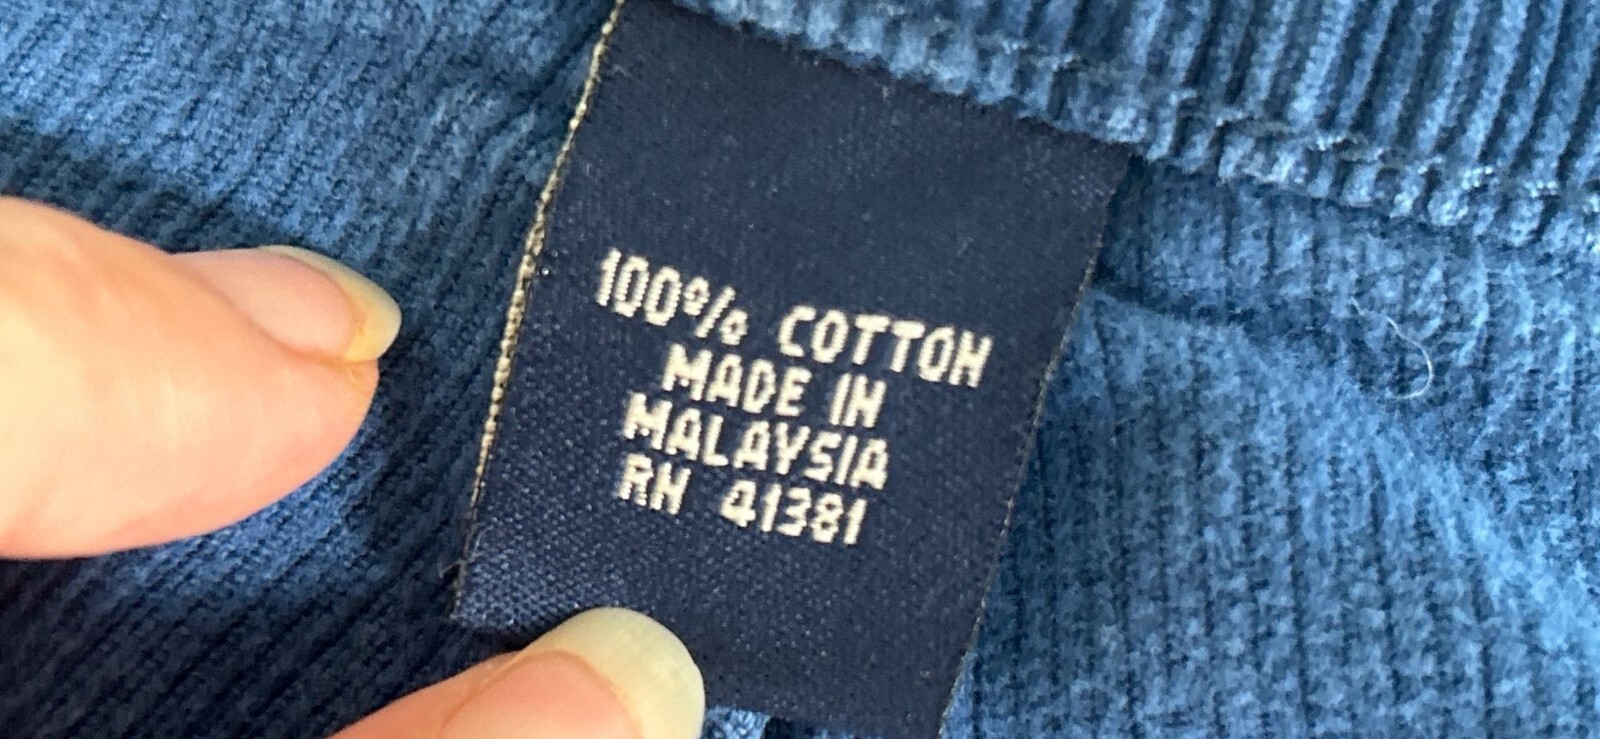 100% COTTON
MADE IN
MALAYSIA
RN 41381